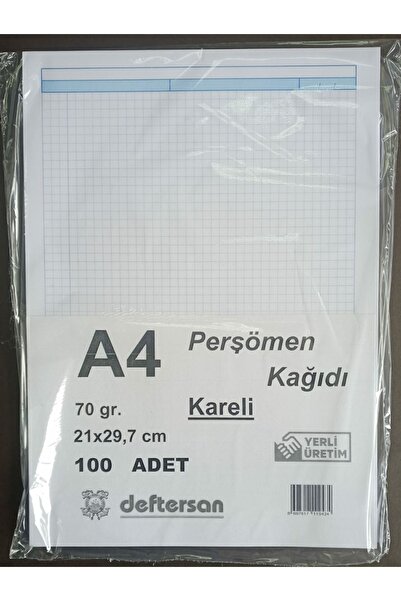 A4 Perşömen
Kağıdı
70 gr. Kareli
21x29,7 cm
100 ADET
YERLİ
ÜRETİM
deftersan